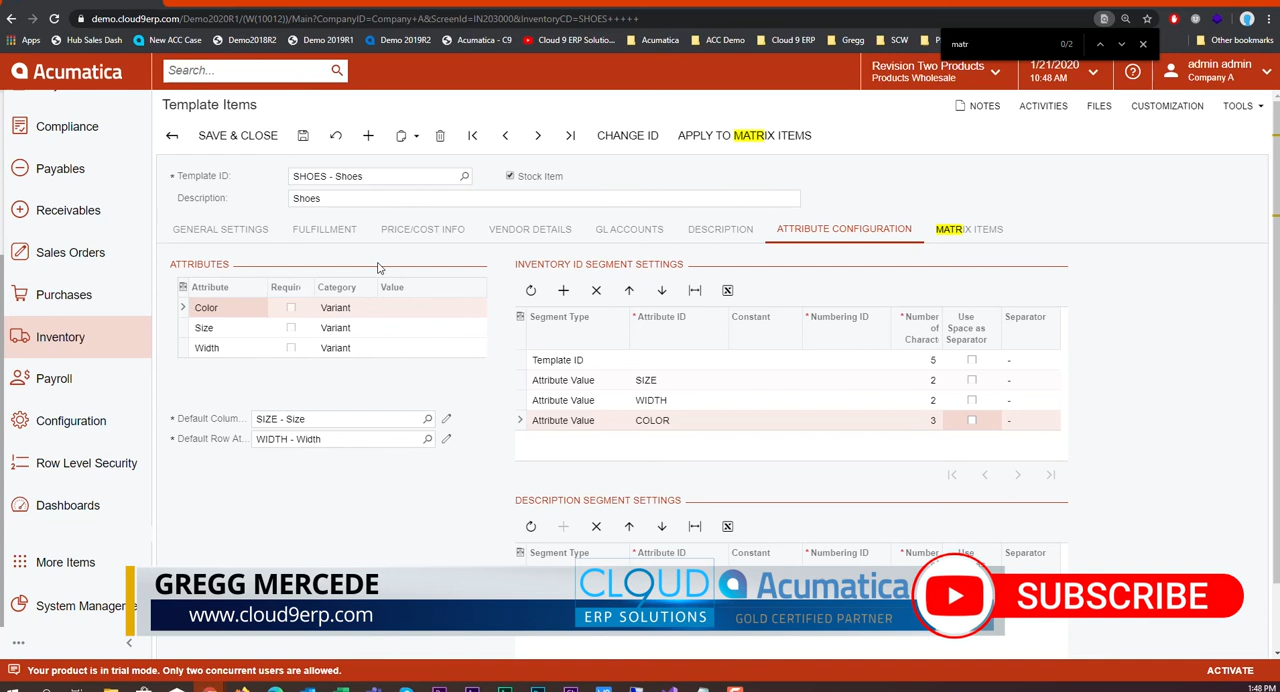 demo.cloud9erp.com/Demo2020R1/(W(10012))/Main?CompanyID=Company+A&ScreenId=IN203000&InventoryCD=SHOES+++++
Apps Hub Sales Dash New ACC Case Demo2018R2 Demo 2019R1 Demo 2019R2 Acumatica - C9 Cloud 9 ERP Solutio... Acumatica ACC Demo Cloud 9 ERP Gregg SCW Other bookmarks
matr 0/2
Acumatica Search... Revision Two Products 1/21/2020 admin admin
Products Wholesale 10:48 AM Company A
Template Items NOTES ACTIVITIES FILES CUSTOMIZATION TOOLS
SAVE & CLOSE CHANGE ID APPLY TO MATRIX ITEMS
Compliance
Payables
Receivables
Sales Orders
Purchases
Inventory
Payroll
Configuration
Row Level Security
Dashboards
More Items
System Manageme
* Template ID: SHOES - Shoes Stock Item
Description: Shoes
GENERAL SETTINGS FULFILLMENT PRICE/COST INFO VENDOR DETAILS GL ACCOUNTS DESCRIPTION ATTRIBUTE CONFIGURATION MATRIX ITEMS
ATTRIBUTES
Attribute Require Category Value
Color Variant
Size Variant
Width Variant
* Default Colum... SIZE - Size
* Default Row At... WIDTH - Width
INVENTORY ID SEGMENT SETTINGS
Segment Type * Attribute ID Constant * Numbering ID * Number of Charact Use Space as Separator Separator
Template ID 5 -
Attribute Value SIZE 2 -
Attribute Value WIDTH 2 -
Attribute Value COLOR 3 -
DESCRIPTION SEGMENT SETTINGS
Segment Type * Attribute ID Constant * Numbering ID * Number Use Separator
GREGG MERCEDE
www.cloud9erp.com
CLOUD 9
ERP SOLUTIONS
Acumatica
GOLD CERTIFIED PARTNER
SUBSCRIBE
Your product is in trial mode. Only two concurrent users are allowed. ACTIVATE
1:48 PM